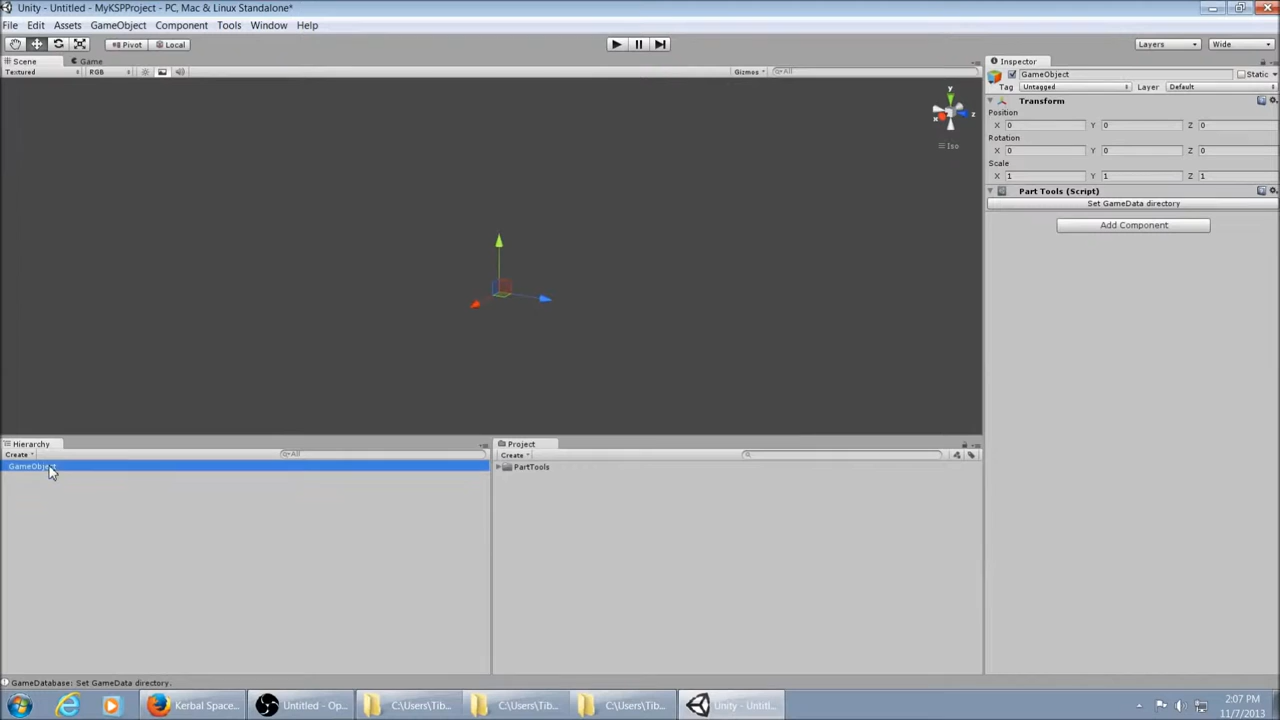 Unity - Untitled - MyKSPProject - PC, Mac & Linux Standalone*
File Edit Assets GameObject Component Tools Window Help
Pivot Local Layers Wide
Scene Game Inspector
Textured RGB Gizmos All
GameObject Static
Tag Untagged Layer Default
Transform
Position
X 0 Y 0 Z 0
Rotation
X 0 Y 0 Z 0
Scale
X 1 Y 1 Z 1
Part Tools (Script)
Set GameData directory
Add Component
y
x z
Iso
Hierarchy Project
Create All Create
GameObject PartTools
GameDatabase: Set GameData directory.
Kerbal Space... Untitled - Op... C:\Users\Tib... C:\Users\Tib... C:\Users\Tib... Unity - Untitl...
2:07 PM
11/7/2013